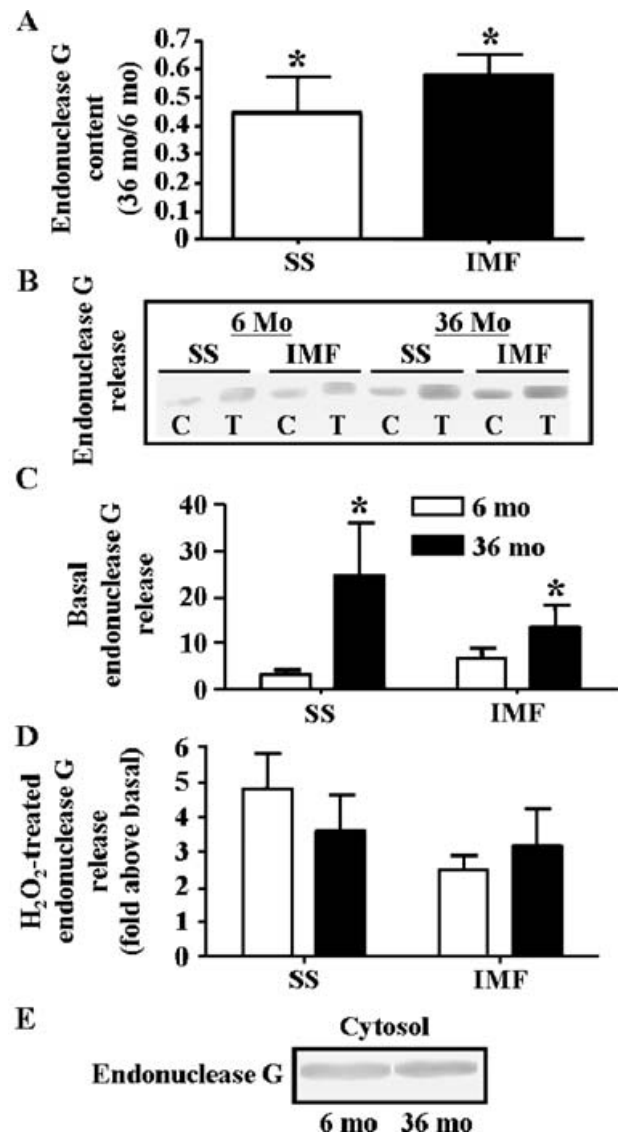 A
Endonuclease G
content
(36 mo/6 mo)
0.7
0.6
0.5
0.4
0.3
0.2
0.1
0
*
*
SS
IMF
B
Endonuclease G
release
6 Mo
36 Mo
SS
IMF
SS
IMF
C
T
C
T
C
T
C
T
C
Basal
endonuclease G
release
40
30
20
10
0
*
*
6 mo
36 mo
SS
IMF
D
H₂O₂-treated
endonuclease G
release
(fold above basal)
6
5
4
3
2
1
0
SS
IMF
E
Cytosol
Endonuclease G
6 mo
36 mo